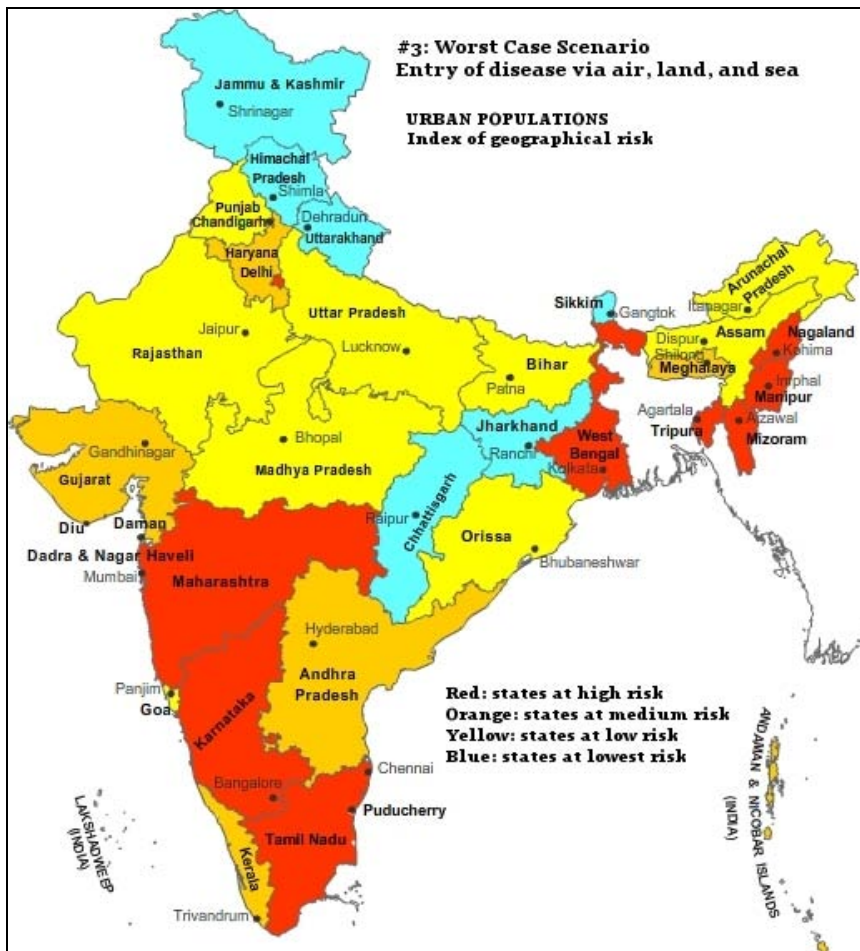 #3: Worst Case Scenario
Entry of disease via air, land, and sea
URBAN POPULATIONS
Index of geographical risk
Jammu & Kashmir
Shrinagar
Himachal
Pradesh
Shimla
Punjab
Chandigarh
Dehradun
Uttarakhand
Haryana
Delhi
Arunachal
Pradesh
Itanagar
Sikkim
Gangtok
Uttar Pradesh
Jaipur
Rajasthan
Lucknow
Bihar
Patna
Dispur
Assam
Nagaland
Shilong
Meghalaya
Kohima
Imphal
Manipur
Agartala
Tripura
Aizawal
Mizoram
Jharkhand
Ranchi
West
Bengal
Kolkata
Gandhinagar
Gujarat
Bhopal
Madhya Pradesh
Chhattisgarh
Raipur
Orissa
Bhubaneshwar
Diu
Daman
Dadra & Nagar Haveli
Mumbai
Maharashtra
Hyderabad
Andhra
Pradesh
Panjim
Goa
Karnataka
Red: states at high risk
Orange: states at medium risk
Yellow: states at low risk
Blue: states at lowest risk
Bangalore
Chennai
Puducherry
Tamil Nadu
Kerala
Trivandrum
LAKSHADWEEP
(INDIA)
ANDAMAN & NICOBAR ISLANDS
(INDIA)